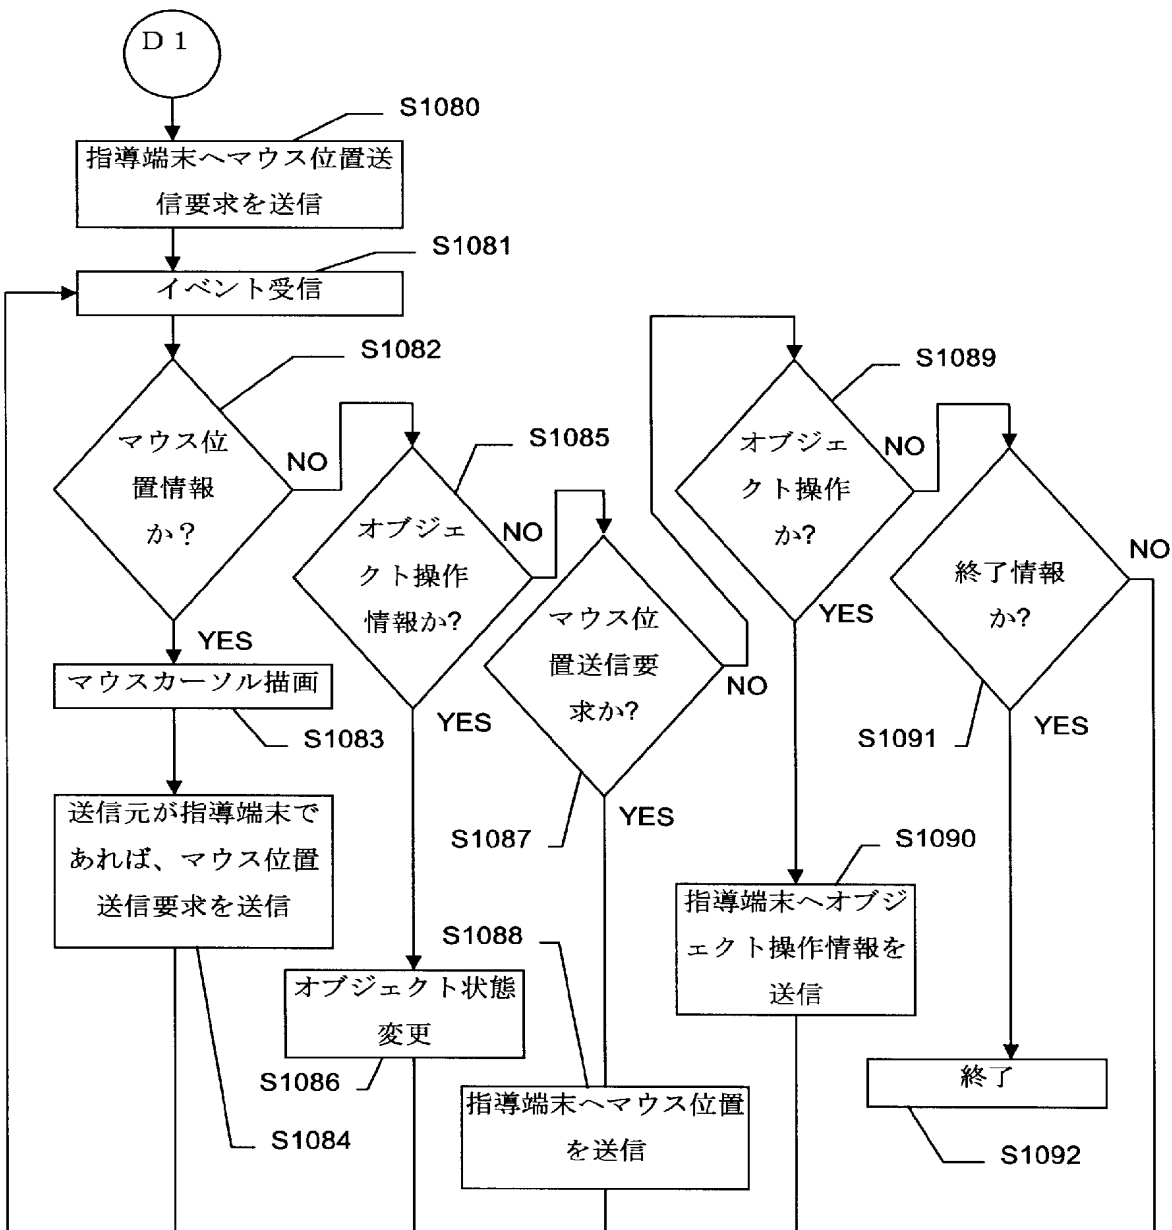 D 1
S1080
指導端末へマウス位置送
信要求を送信
S1081
イベント受信
S1082
マウス位
置情報
か？
NO
YES
マウスカーソル描画
S1083
送信元が指導端末で
あれば、マウス位置
送信要求を送信
S1084
S1085
オブジェ
クト操作
情報か?
NO
YES
オブジェクト状態
変更
S1086
マウス位
置送信要
求か?
NO
S1087
YES
S1088
指導端末へマウス位置
を送信
S1089
オブジェ
クト操作
か?
NO
YES
S1090
指導端末へオブジ
ェクト操作情報を
送信
終了情報
か?
NO
S1091
YES
終了
S1092